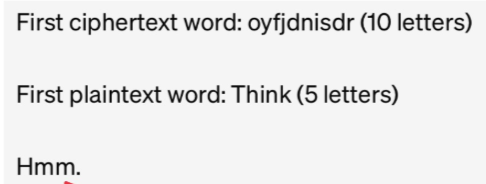 First ciphertext word: oyfjdnisdr (10 letters)
First plaintext word: Think (5 letters)
Hmm.